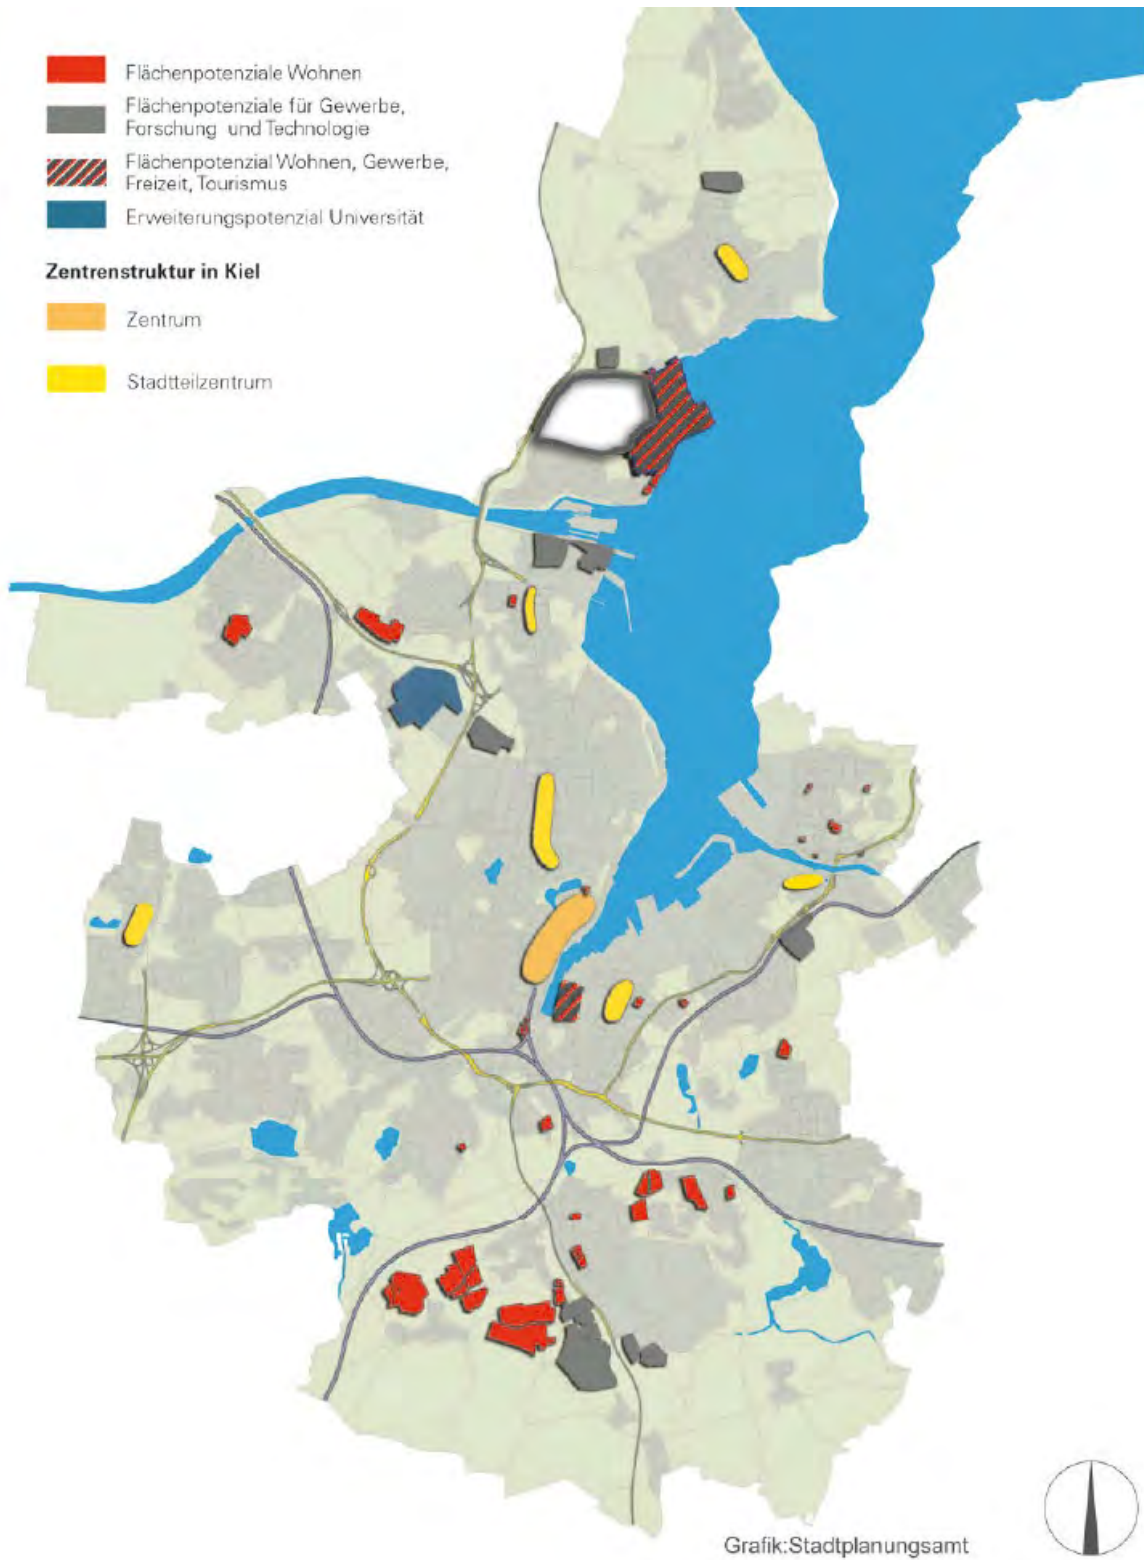 Flächenpotenziale Wohnen
Flächenpotenziale für Gewerbe,
Forschung und Technologie
Flächenpotenzial Wohnen, Gewerbe,
Freizeit, Tourismus
Erweiterungspotenzial Universität
Zentrenstruktur in Kiel
Zentrum
Stadtteilzentrum
Grafik:Stadtplanungsamt